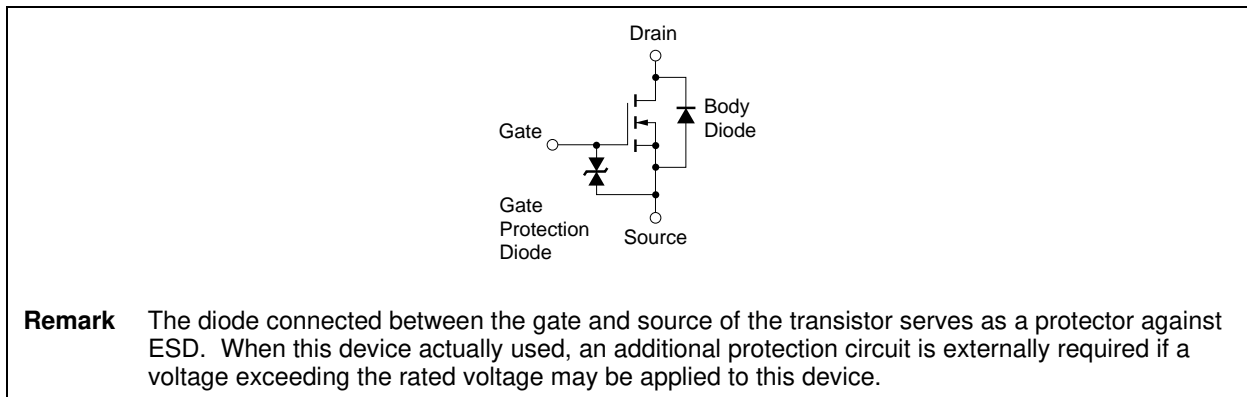 Drain
Body
Diode
Gate
Gate
Protection
Diode
Source
Remark The diode connected between the gate and source of the transistor serves as a protector against
ESD. When this device actually used, an additional protection circuit is externally required if a
voltage exceeding the rated voltage may be applied to this device.